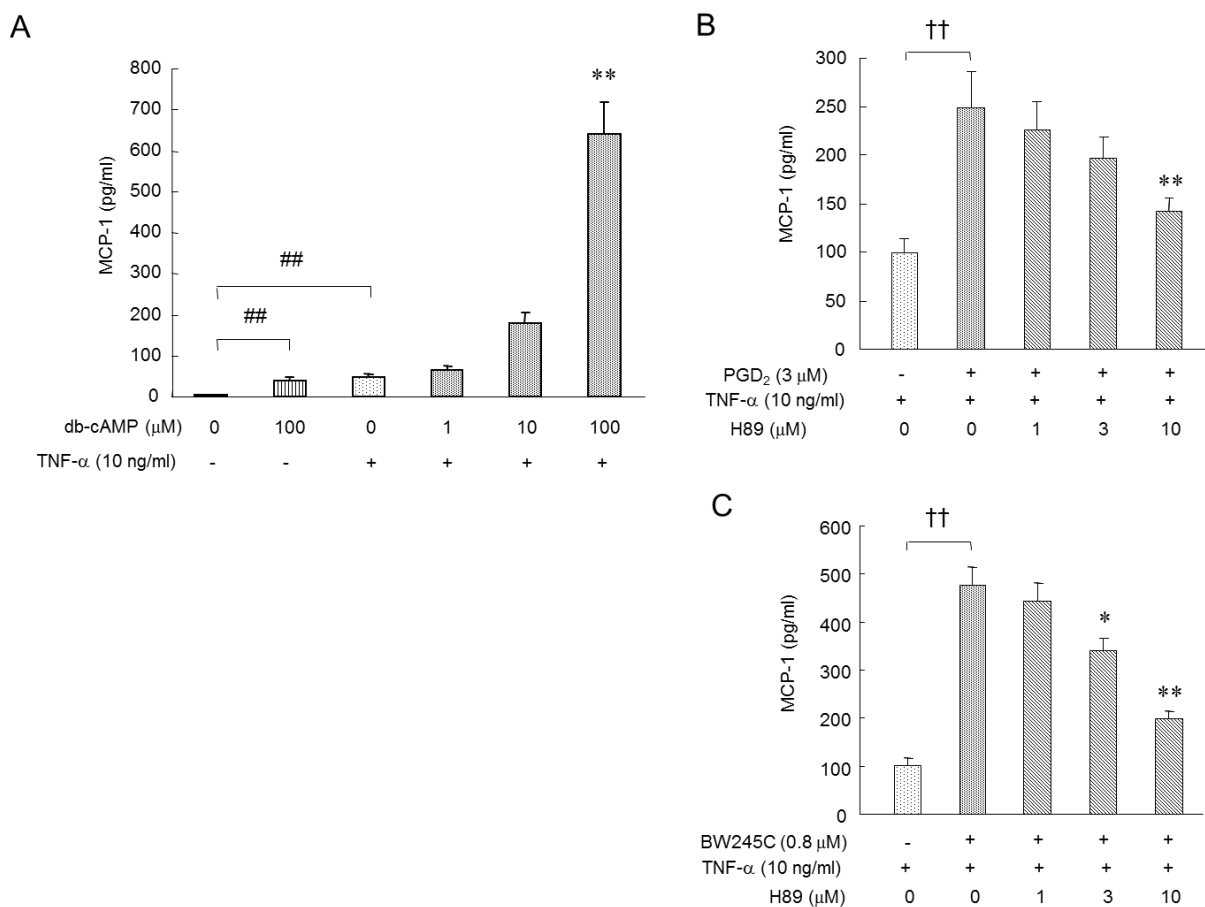 A
MCP-1 (pg/ml)
800
700
600
500
400
300
200
100
0
**
##
##
db-cAMP (μM) 0 100 0 1 10 100
TNF-α (10 ng/ml) - - + + + +
B
MCP-1 (pg/ml)
300
250
200
150
100
50
0
††
**
PGD₂ (3 μM) - + + + +
TNF-α (10 ng/ml) + + + + +
H89 (μM) 0 0 1 3 10
C
MCP-1 (pg/ml)
600
500
400
300
200
100
0
††
*
**
BW245C (0.8 μM) - + + + +
TNF-α (10 ng/ml) + + + + +
H89 (μM) 0 0 1 3 10